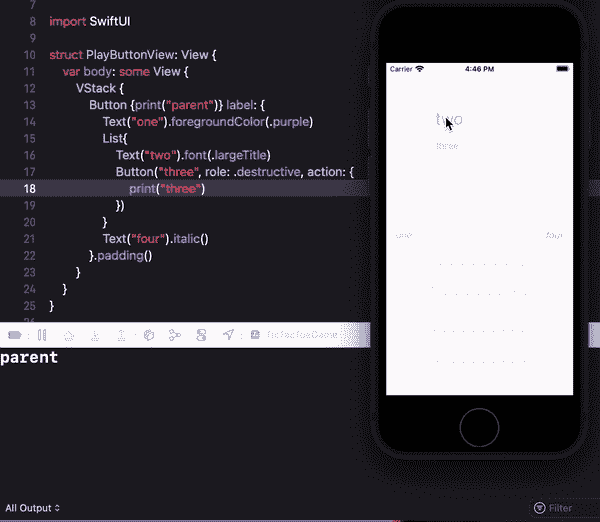 7
8 import SwiftUI
9
10 struct PlayButtonView: View {
11 var body: some View {
12 VStack {
13 Button {print("parent")} label: {
14 Text("one").foregroundColor(.purple)
15 List{
16 Text("two").font(.largeTitle)
17 Button("three", role: .destructive, action: {
18 print("three")
19 })
20 }
21 Text("four").italic()
22 }.padding()
23 }
24 }
25 }
parent
All Output
Filter
Carrier
4:46 PM
two
three
one
four